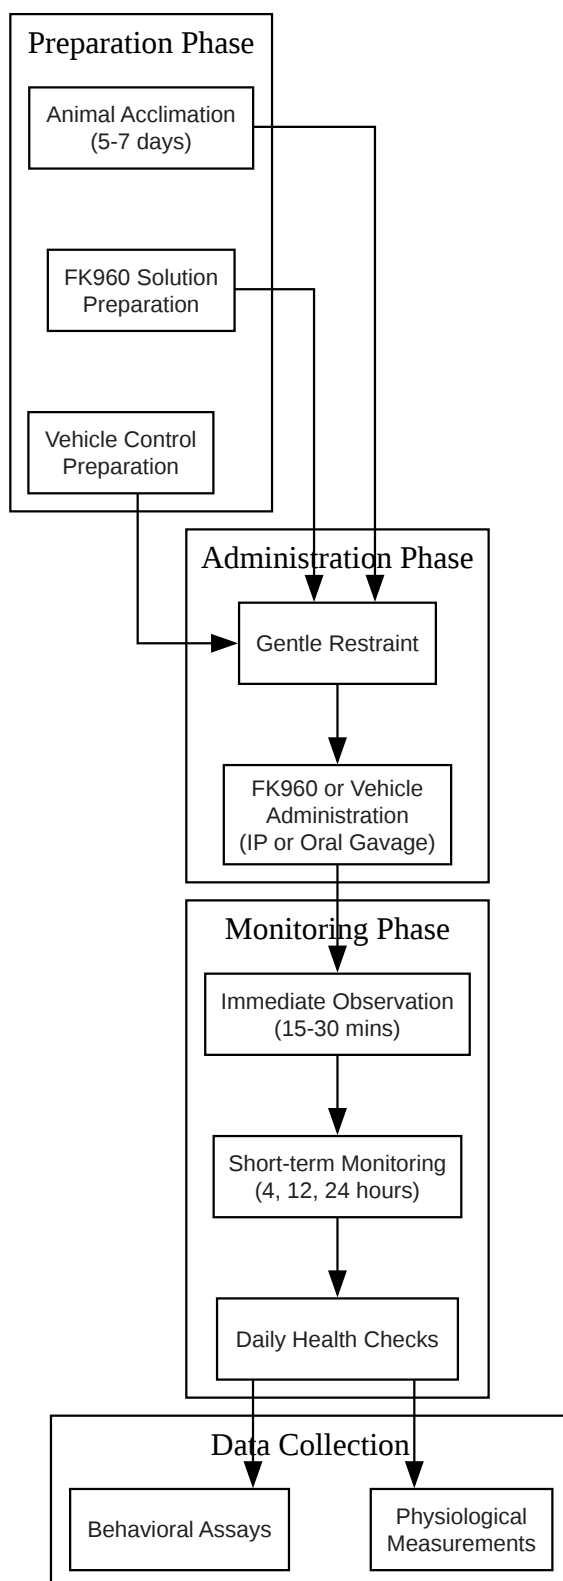 Preparation Phase
Animal Acclimation
(5-7 days)
FK960 Solution
Preparation
Vehicle Control
Preparation
Administration Phase
Gentle Restraint
FK960 or Vehicle
Administration
(IP or Oral Gavage)
Monitoring Phase
Immediate Observation
(15-30 mins)
Short-term Monitoring
(4, 12, 24 hours)
Daily Health Checks
Data Collection
Behavioral Assays
Physiological
Measurements